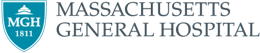 MGH
1811
MASSACHUSETTS
GENERAL HOSPITAL